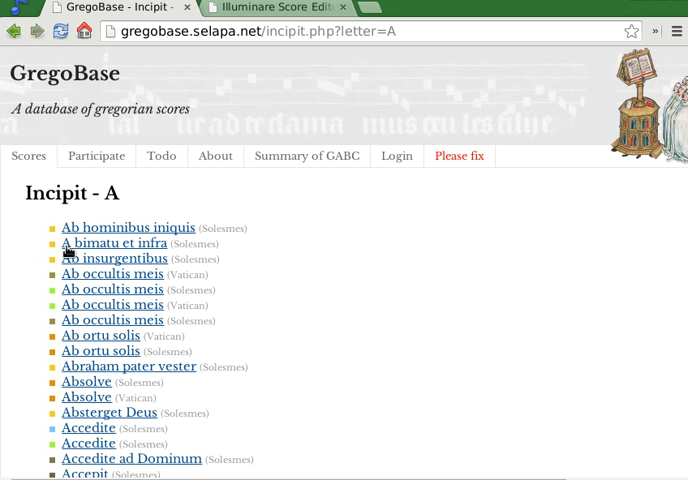 GregoBase - Incipit -
Illuminare Score Edit
gregobase.selapa.net/incipit.php?letter=A
GregoBase
A database of gregorian scores
Scores Participate Todo About Summary of GABC Login Please fix
Incipit - A
Ab hominibus iniquis (Solesmes)
A bimatu et infra (Solesmes)
Ab insurgentibus (Solesmes)
Ab occultis meis (Vatican)
Ab occultis meis (Solesmes)
Ab occultis meis (Vatican)
Ab occultis meis (Solesmes)
Ab ortu solis (Vatican)
Ab ortu solis (Solesmes)
Abraham pater vester (Solesmes)
Absolve (Solesmes)
Absolve (Vatican)
Absterget Deus (Solesmes)
Accedite (Solesmes)
Accedite (Solesmes)
Accedite ad Dominum (Solesmes)
Accepit (Solesmes)